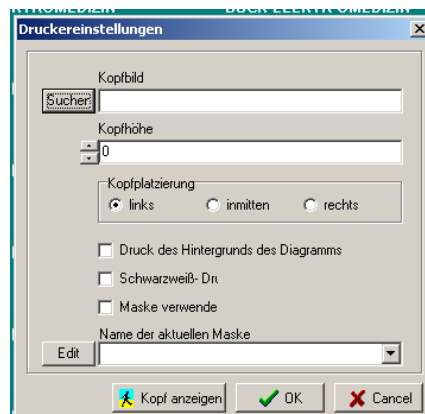 Druckereinstellungen
Kopfbild
Sucher
Kopfhöhe
0
Kopfplatzierung
links inmitten rechts
Druck des Hintergrunds des Diagramms
Schwarzweiß- Dr
Maske verwende
Name der aktuellen Maske
Edit
Kopf anzeigen OK Cancel